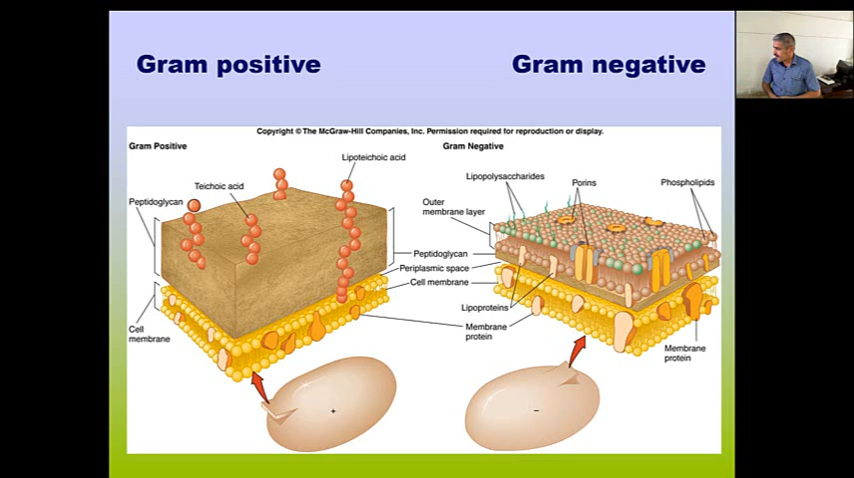 Gram positive
Gram negative
Copyright © The McGraw-Hill Companies, Inc. Permission required for reproduction or display.
Gram Positive
Gram Negative
Lipoteichoic acid
Teichoic acid
Peptidoglycan
Cell
membrane
Lipopolysaccharides
Porins
Phospholipids
Outer
membrane layer
Peptidoglycan
Periplasmic space
Cell membrane
Lipoproteins
Membrane
protein
Membrane
protein
+
−